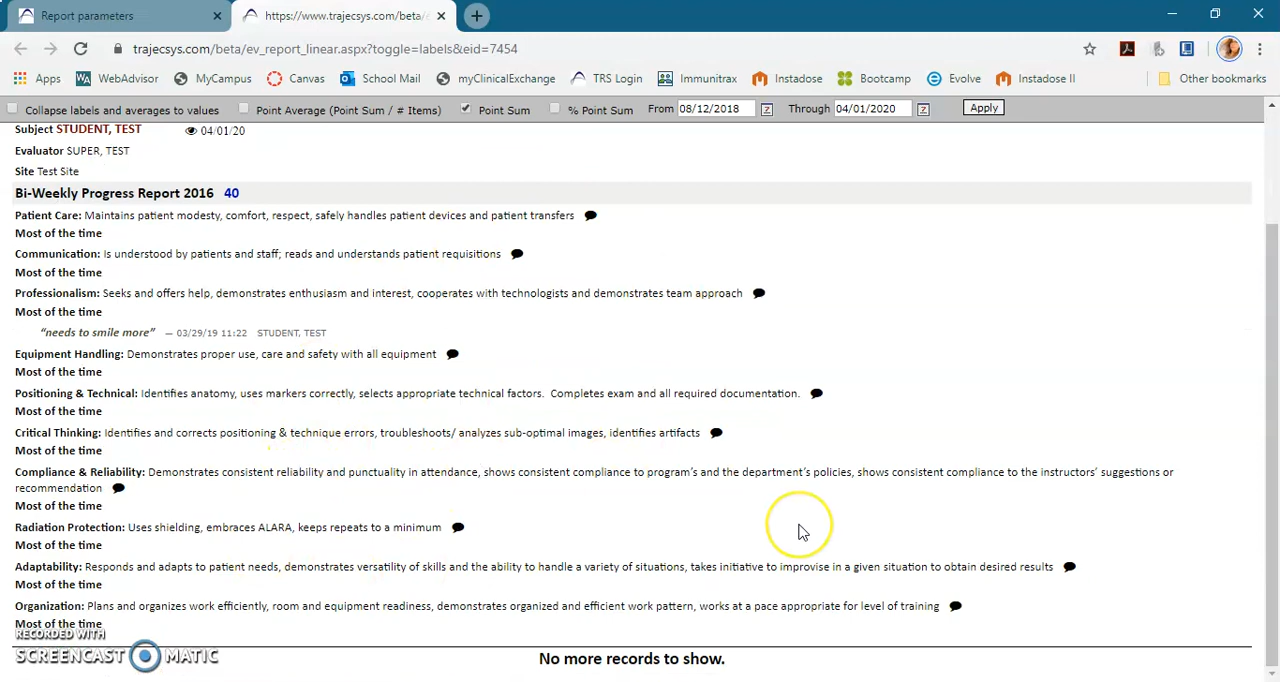 Report parameters
https://www.trajecsys.com/beta/e
trajecsys.com/beta/ev_report_linear.aspx?toggle=labels&eid=7454
Apps WebAdvisor MyCampus Canvas School Mail myClinicalExchange TRS Login Immunitrax Instadose Bootcamp Evolve Instadose II Other bookmarks
Collapse labels and averages to values Point Average (Point Sum / # Items) Point Sum % Point Sum From 08/12/2018 Through 04/01/2020 Apply
Subject STUDENT, TEST 04/01/20
Evaluator SUPER, TEST
Site Test Site
Bi-Weekly Progress Report 2016 40
Patient Care: Maintains patient modesty, comfort, respect, safely handles patient devices and patient transfers
Most of the time
Communication: Is understood by patients and staff; reads and understands patient requisitions
Most of the time
Professionalism: Seeks and offers help, demonstrates enthusiasm and interest, cooperates with technologists and demonstrates team approach
Most of the time
“needs to smile more” — 03/29/19 11:22 STUDENT, TEST
Equipment Handling: Demonstrates proper use, care and safety with all equipment
Most of the time
Positioning & Technical: Identifies anatomy, uses markers correctly, selects appropriate technical factors. Completes exam and all required documentation.
Most of the time
Critical Thinking: Identifies and corrects positioning & technique errors, troubleshoots/ analyzes sub-optimal images, identifies artifacts
Most of the time
Compliance & Reliability: Demonstrates consistent reliability and punctuality in attendance, shows consistent compliance to program's and the department's policies, shows consistent compliance to the instructors' suggestions or
recommendation
Most of the time
Radiation Protection: Uses shielding, embraces ALARA, keeps repeats to a minimum
Most of the time
Adaptability: Responds and adapts to patient needs, demonstrates versatility of skills and the ability to handle a variety of situations, takes initiative to improvise in a given situation to obtain desired results
Most of the time
Organization: Plans and organizes work efficiently, room and equipment readiness, demonstrates organized and efficient work pattern, works at a pace appropriate for level of training
Most of the time
RECORDED WITH
SCREENCAST MATIC
No more records to show.